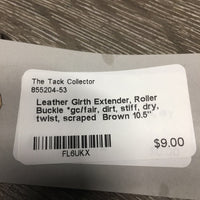 The Tack Collector
855204-53
Leather Girth Extender, Roller
Buckle *gc/fair, dirt, stiff, dry,
twist, scraped Brown 10.5"
$9.00
FL6UKX